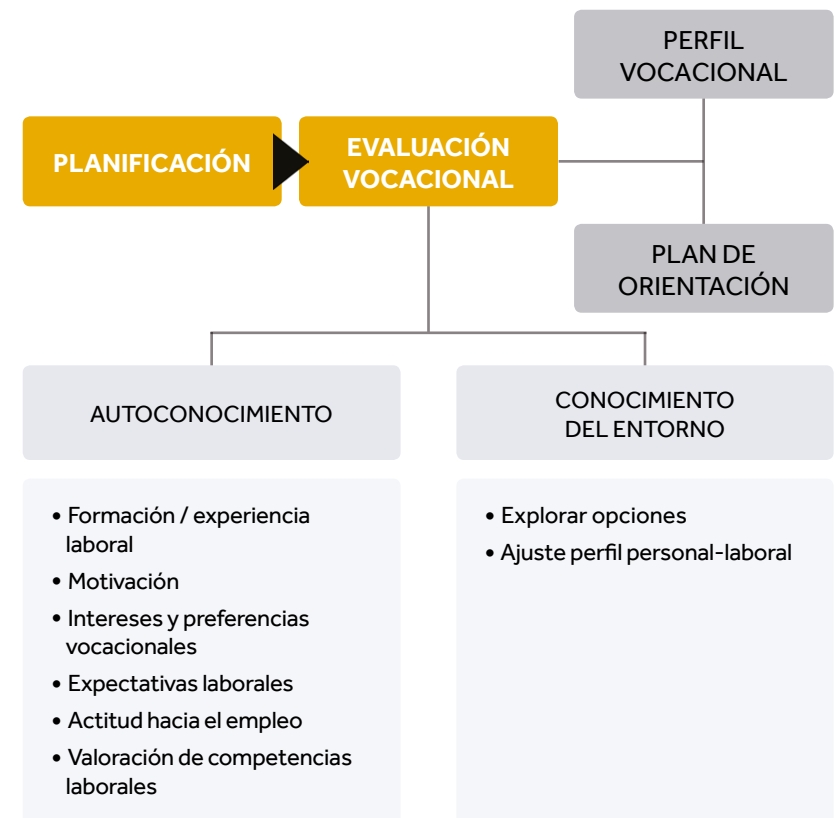 PERFIL
VOCACIONAL
PLANIFICACIÓN
EVALUACIÓN
VOCACIONAL
PLAN DE
ORIENTACIÓN
AUTOCONOCIMIENTO
CONOCIMIENTO
DEL ENTORNO
• Formación / experiencia
laboral
• Motivación
• Intereses y preferencias
vocacionales
• Expectativas laborales
• Actitud hacia el empleo
• Valoración de competencias
laborales
• Explorar opciones
• Ajuste perfil personal-laboral